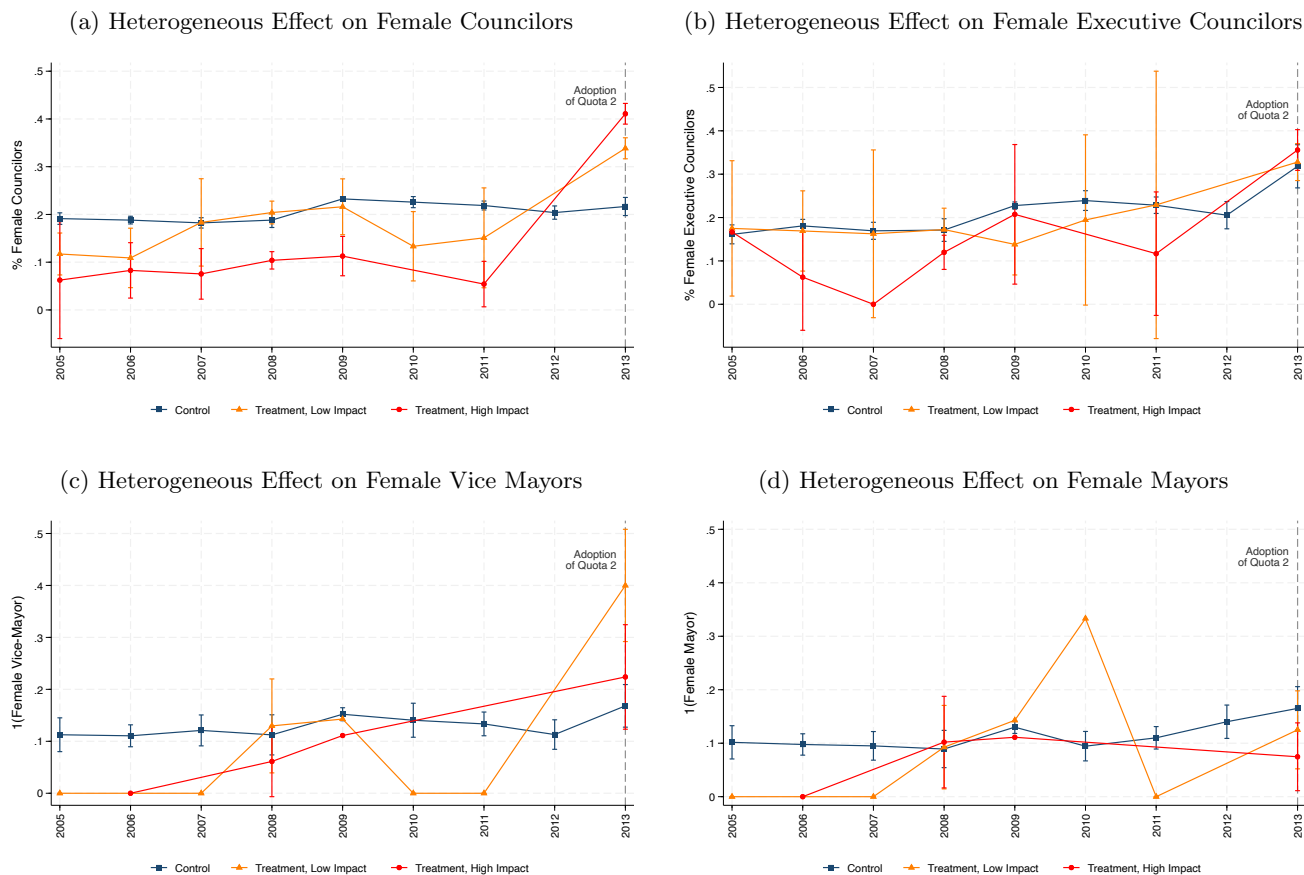 (a) Heterogeneous Effect on Female Councilors
.5
.4
.3
.2
.1
0
% Female Councilors
Adoption
of Quota 2
2005
2006
2007
2008
2009
2010
2011
2012
2013
Control
Treatment, Low Impact
Treatment, High Impact
(b) Heterogeneous Effect on Female Executive Councilors
.5
.4
.3
.2
.1
0
% Female Executive Councilors
Adoption
of Quota 2
2005
2006
2007
2008
2009
2010
2011
2012
2013
Control
Treatment, Low Impact
Treatment, High Impact
(c) Heterogeneous Effect on Female Vice Mayors
.5
.4
.3
.2
.1
0
1(Female Vice-Mayor)
Adoption
of Quota 2
2005
2006
2007
2008
2009
2010
2011
2012
2013
Control
Treatment, Low Impact
Treatment, High Impact
(d) Heterogeneous Effect on Female Mayors
.5
.4
.3
.2
.1
0
1(Female Mayor)
Adoption
of Quota 2
2005
2006
2007
2008
2009
2010
2011
2012
2013
Control
Treatment, Low Impact
Treatment, High Impact